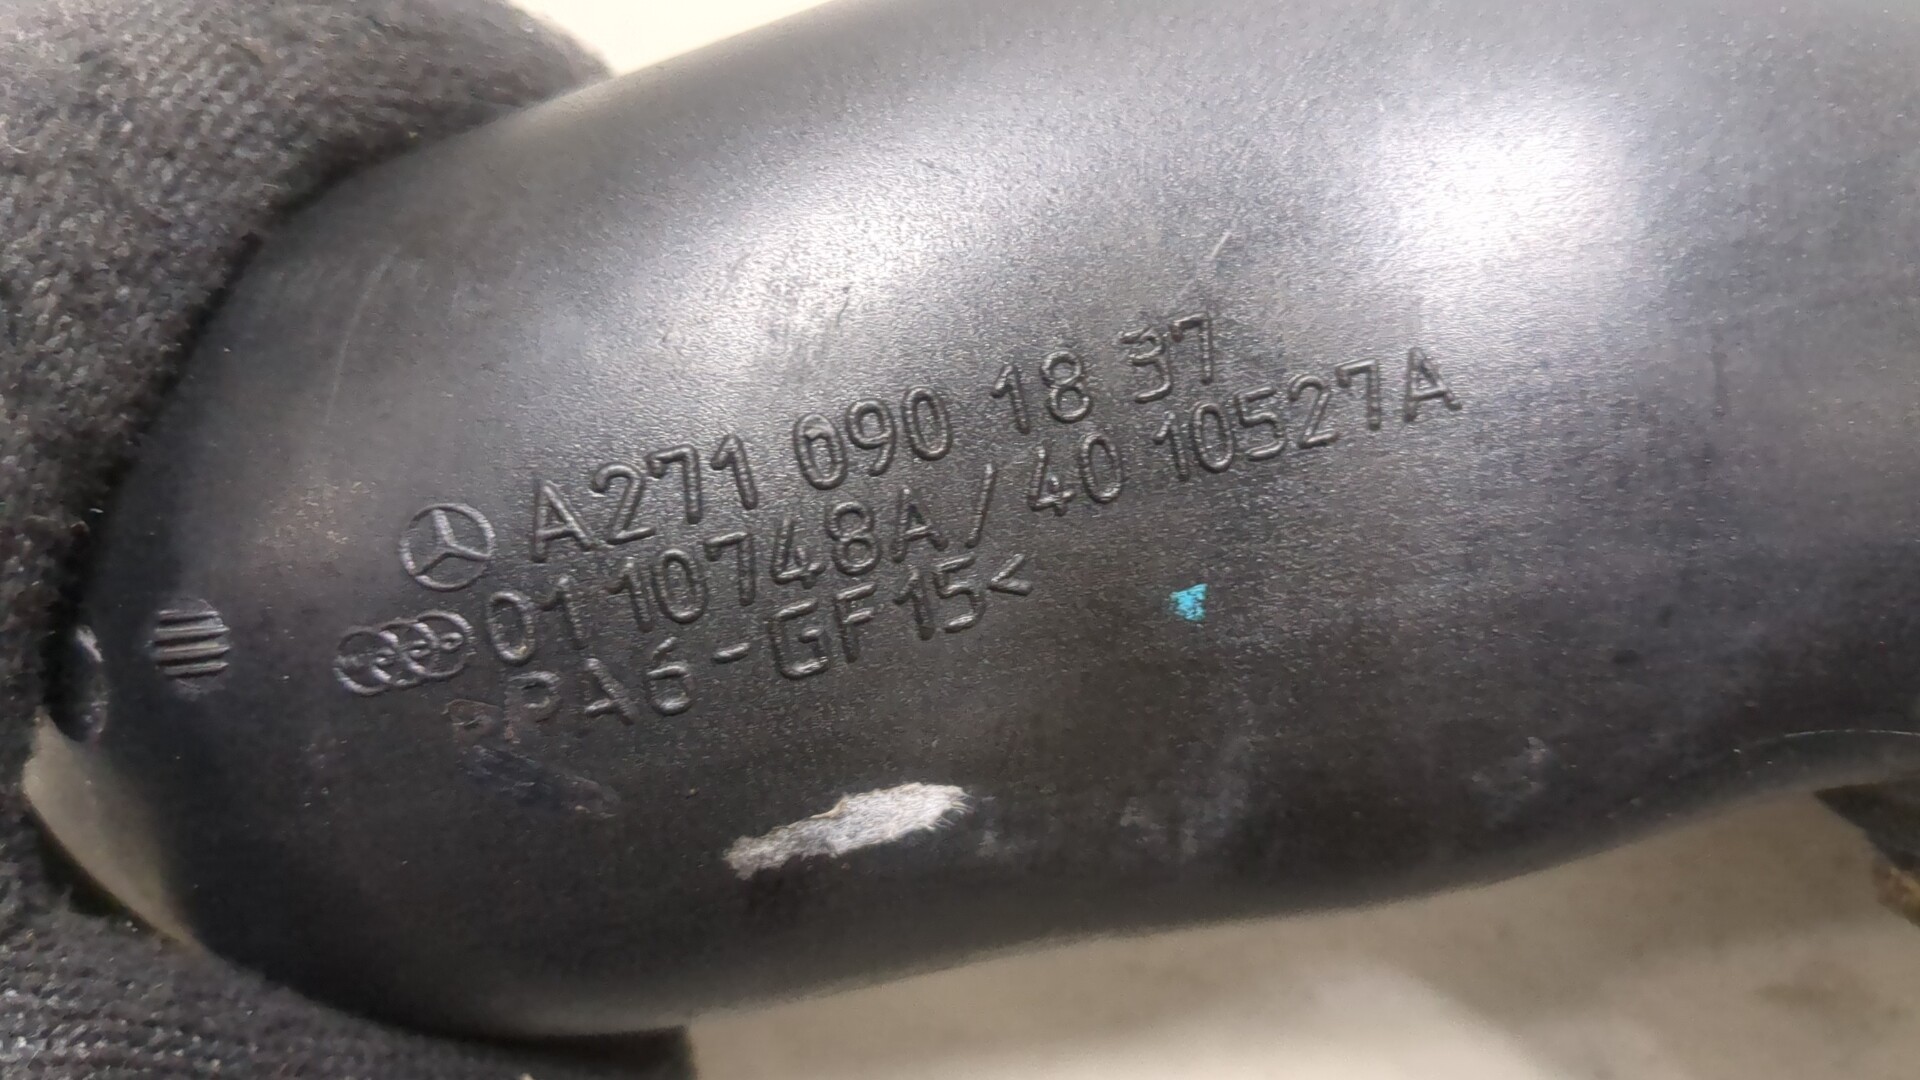 A271 090 18 37
01 10748A / 40 10527A
>PA6-GF15<